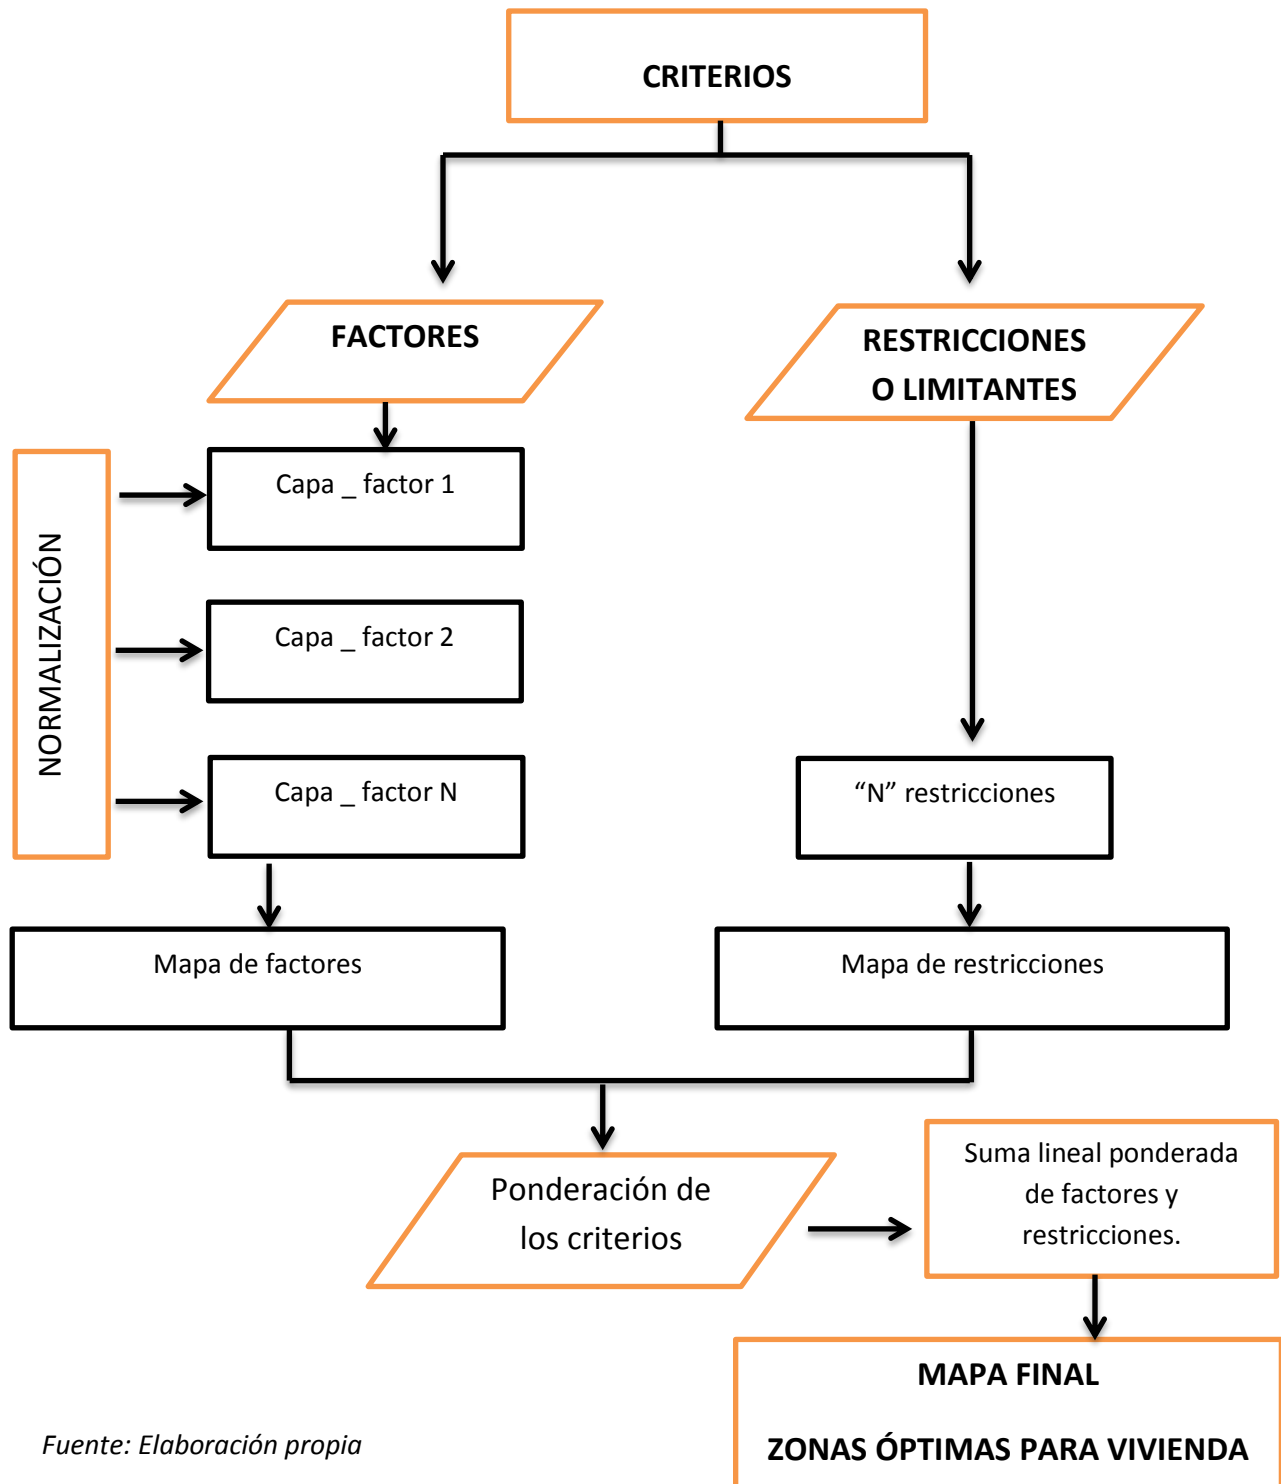 CRITERIOS
FACTORES
RESTRICCIONES
O LIMITANTES
NORMALIZACIÓN
Capa _ factor 1
Capa _ factor 2
Capa _ factor N
“N” restricciones
Mapa de factores
Mapa de restricciones
Ponderación de
los criterios
Suma lineal ponderada
de factores y
restricciones.
MAPA FINAL
ZONAS ÓPTIMAS PARA VIVIENDA
Fuente: Elaboración propia